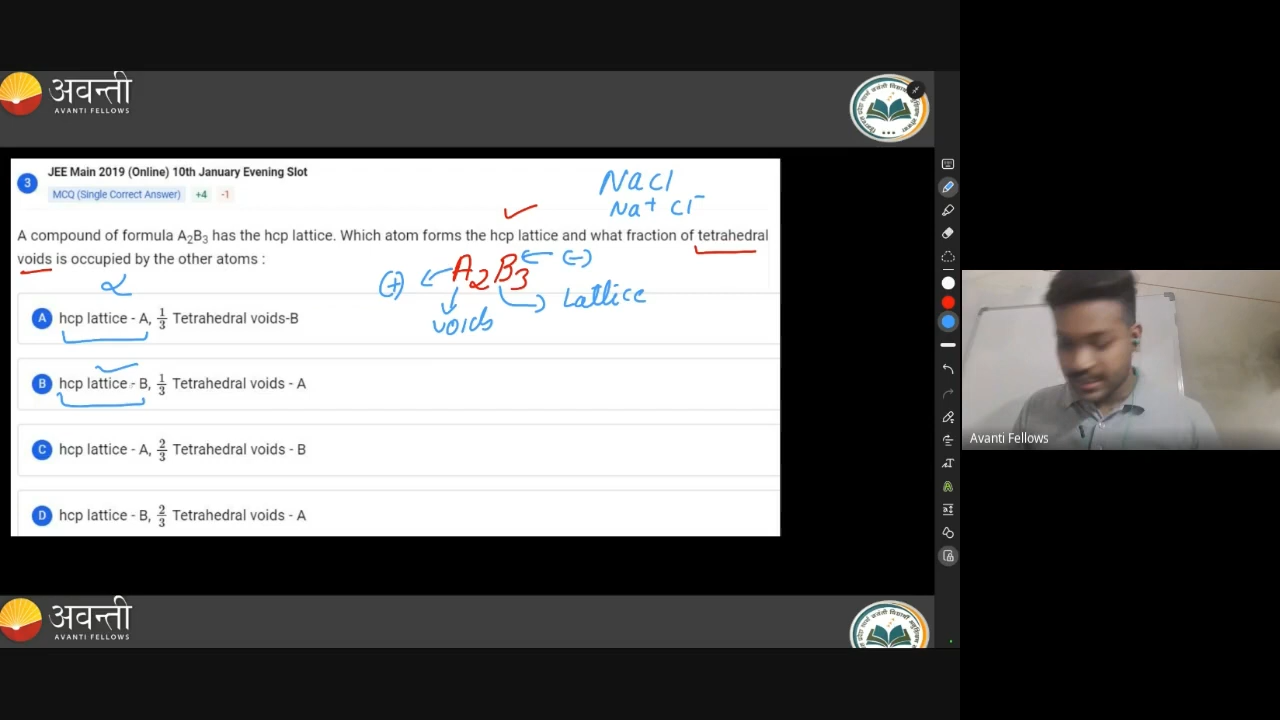 अवन्ती
AVANTI FELLOWS
3
JEE Main 2019 (Online) 10th January Evening Slot
MCQ (Single Correct Answer) +4 -1
NaCl
Na⁺ Cl⁻
A compound of formula A₂B₃ has the hcp lattice. Which atom forms the hcp lattice and what fraction of tetrahedral
voids is occupied by the other atoms :
(+) A₂B₃ (-)
voids Lattice
A hcp lattice - A, 1/3 Tetrahedral voids-B
B hcp lattice - B, 1/3 Tetrahedral voids - A
C hcp lattice - A, 2/3 Tetrahedral voids - B
D hcp lattice - B, 2/3 Tetrahedral voids - A
Avanti Fellows
अवन्ती
AVANTI FELLOWS